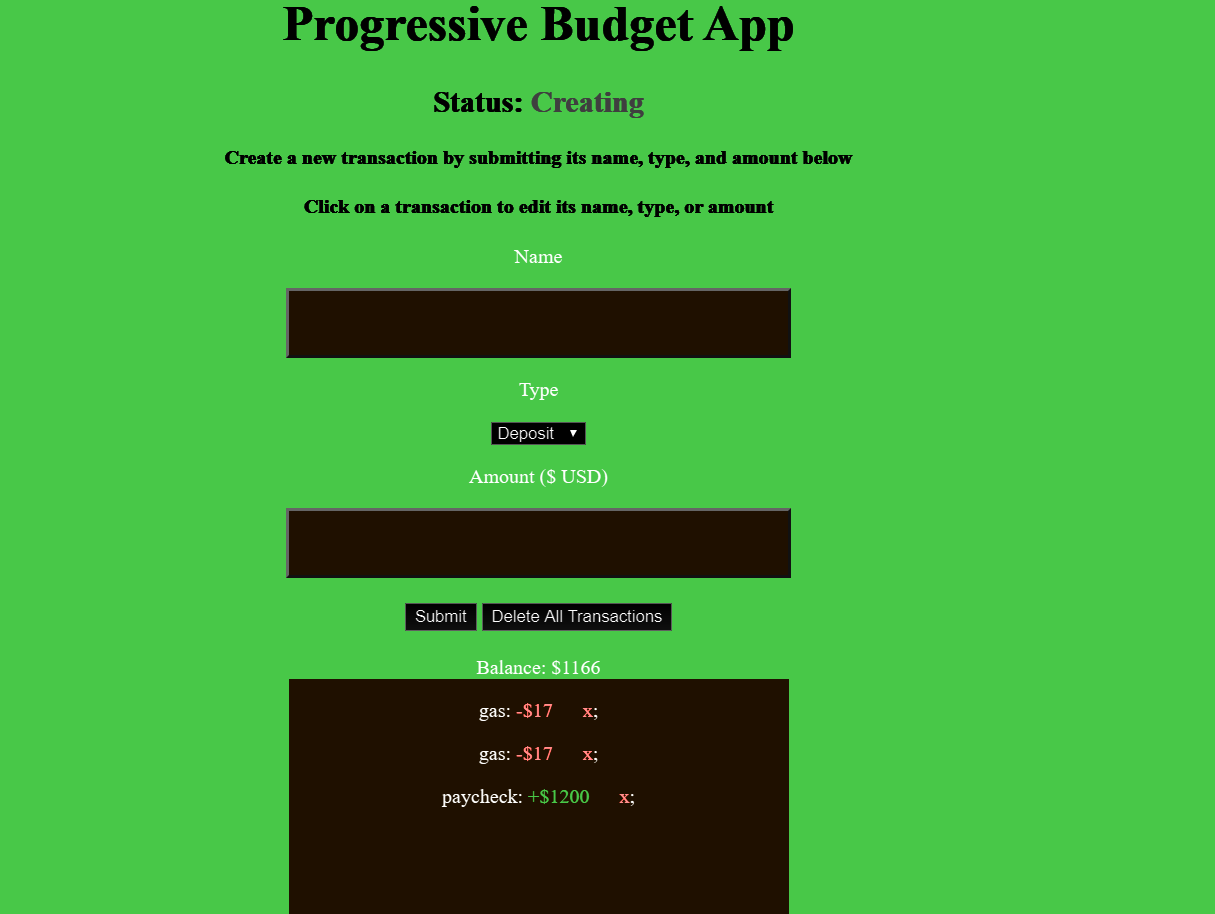 Progressive Budget App
Status: Creating
Create a new transaction by submitting its name, type, and amount below
Click on a transaction to edit its name, type, or amount
Name
Type
Deposit
Amount ($ USD)
Submit Delete All Transactions
Balance: $1166
gas: -$17 x;
gas: -$17 x;
paycheck: +$1200 x;